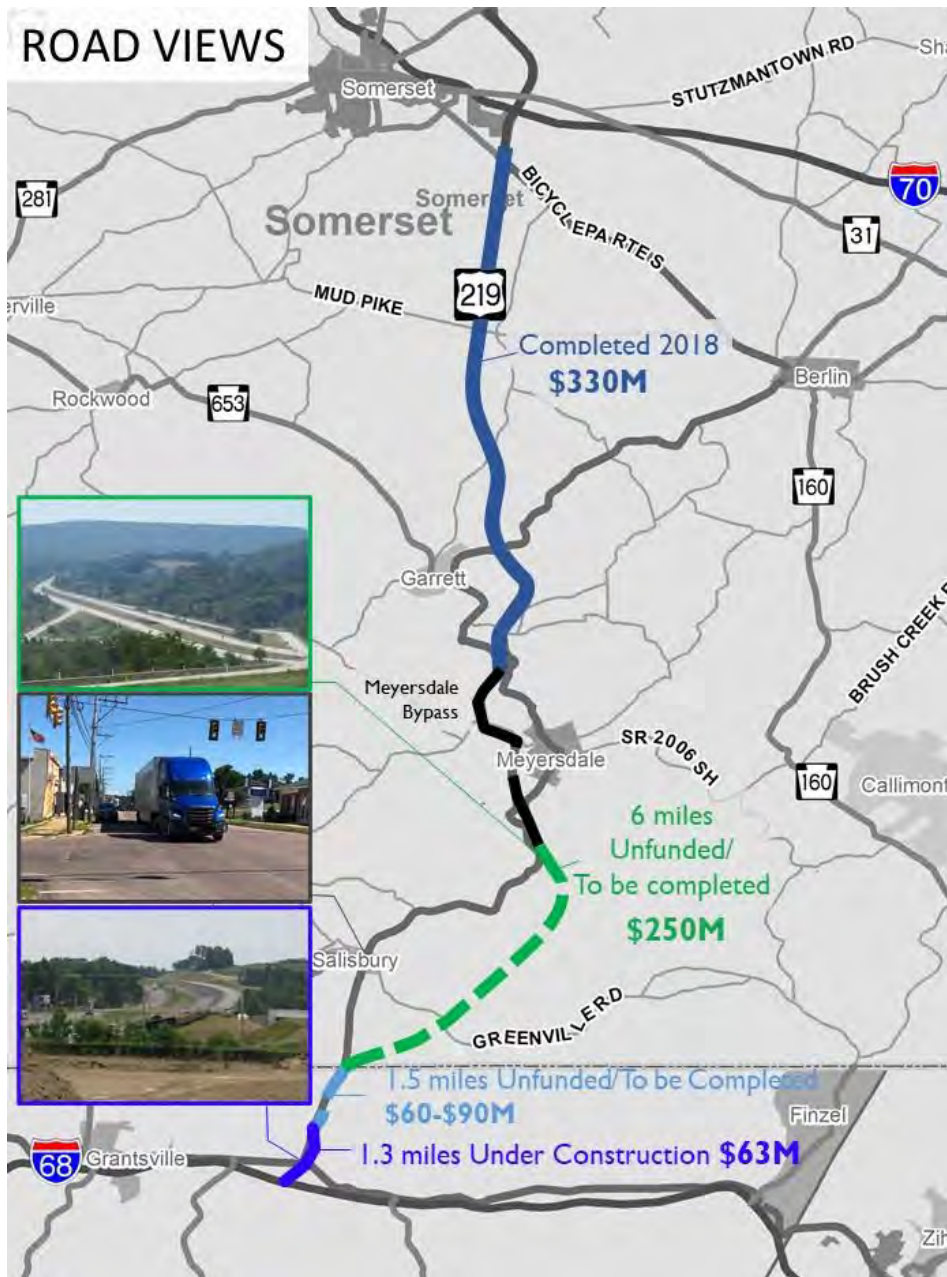 ROAD VIEWS
STUTZMANTOWN RD
Somerset
281
70
Somerset
Somerset
31
219
MUD PIKE
erville
Completed 2018
$330M
Berlin
Rockwood
653
160
Garrett
Meyersdale
Bypass
Meyersdale
SR 2006 SH
160
Callimont
6 miles
Unfunded/
To be completed
$250M
Salisbury
GREENVILLE RD
1.5 miles Unfunded/To be Completed
$60-$90M
Finzel
68
Grantsville
1.3 miles Under Construction $63M
BRUSH CREEK
Zih